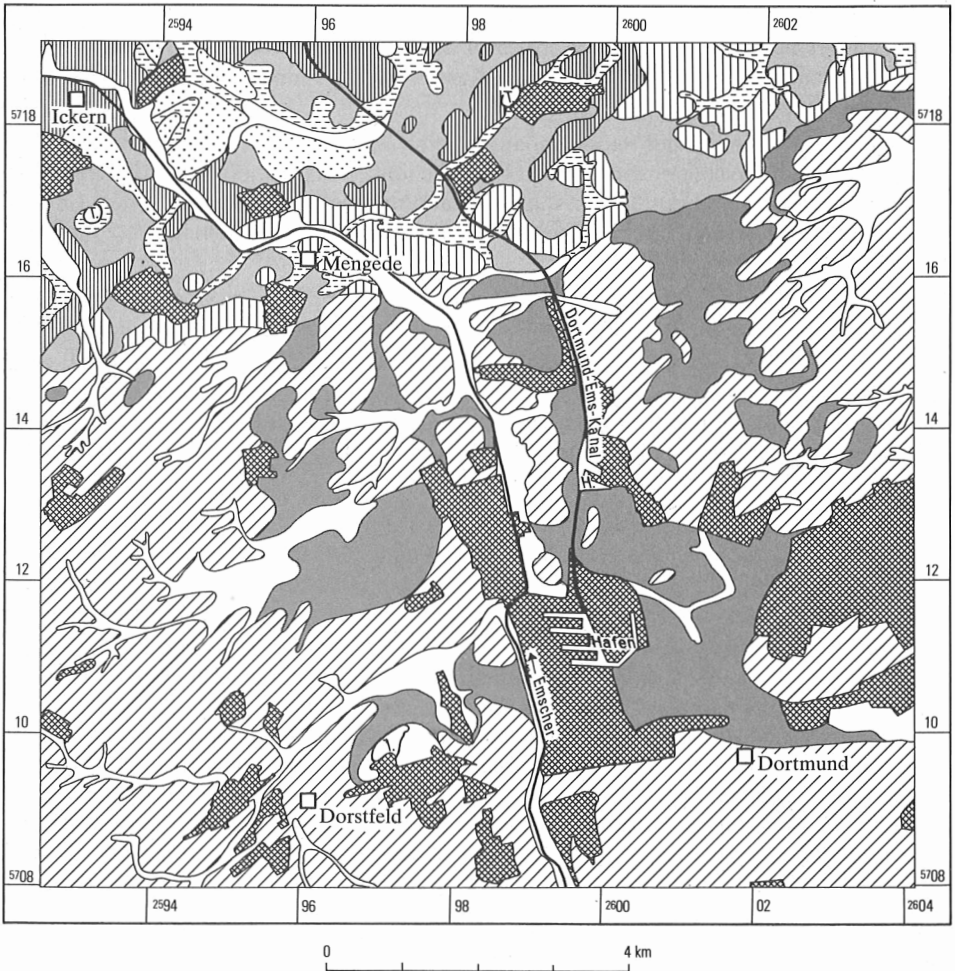 2594 96 98 2600 2602
5718 5718
Ickern
T
T
16 16
Mengede
Dortmund-Ems-Kanal
14 14
H.
12 12
Hafen
Emscher
10 10
Dortmund
Dorstfeld
5708 5708
2594 96 98 2600 02 2604
0 4 km